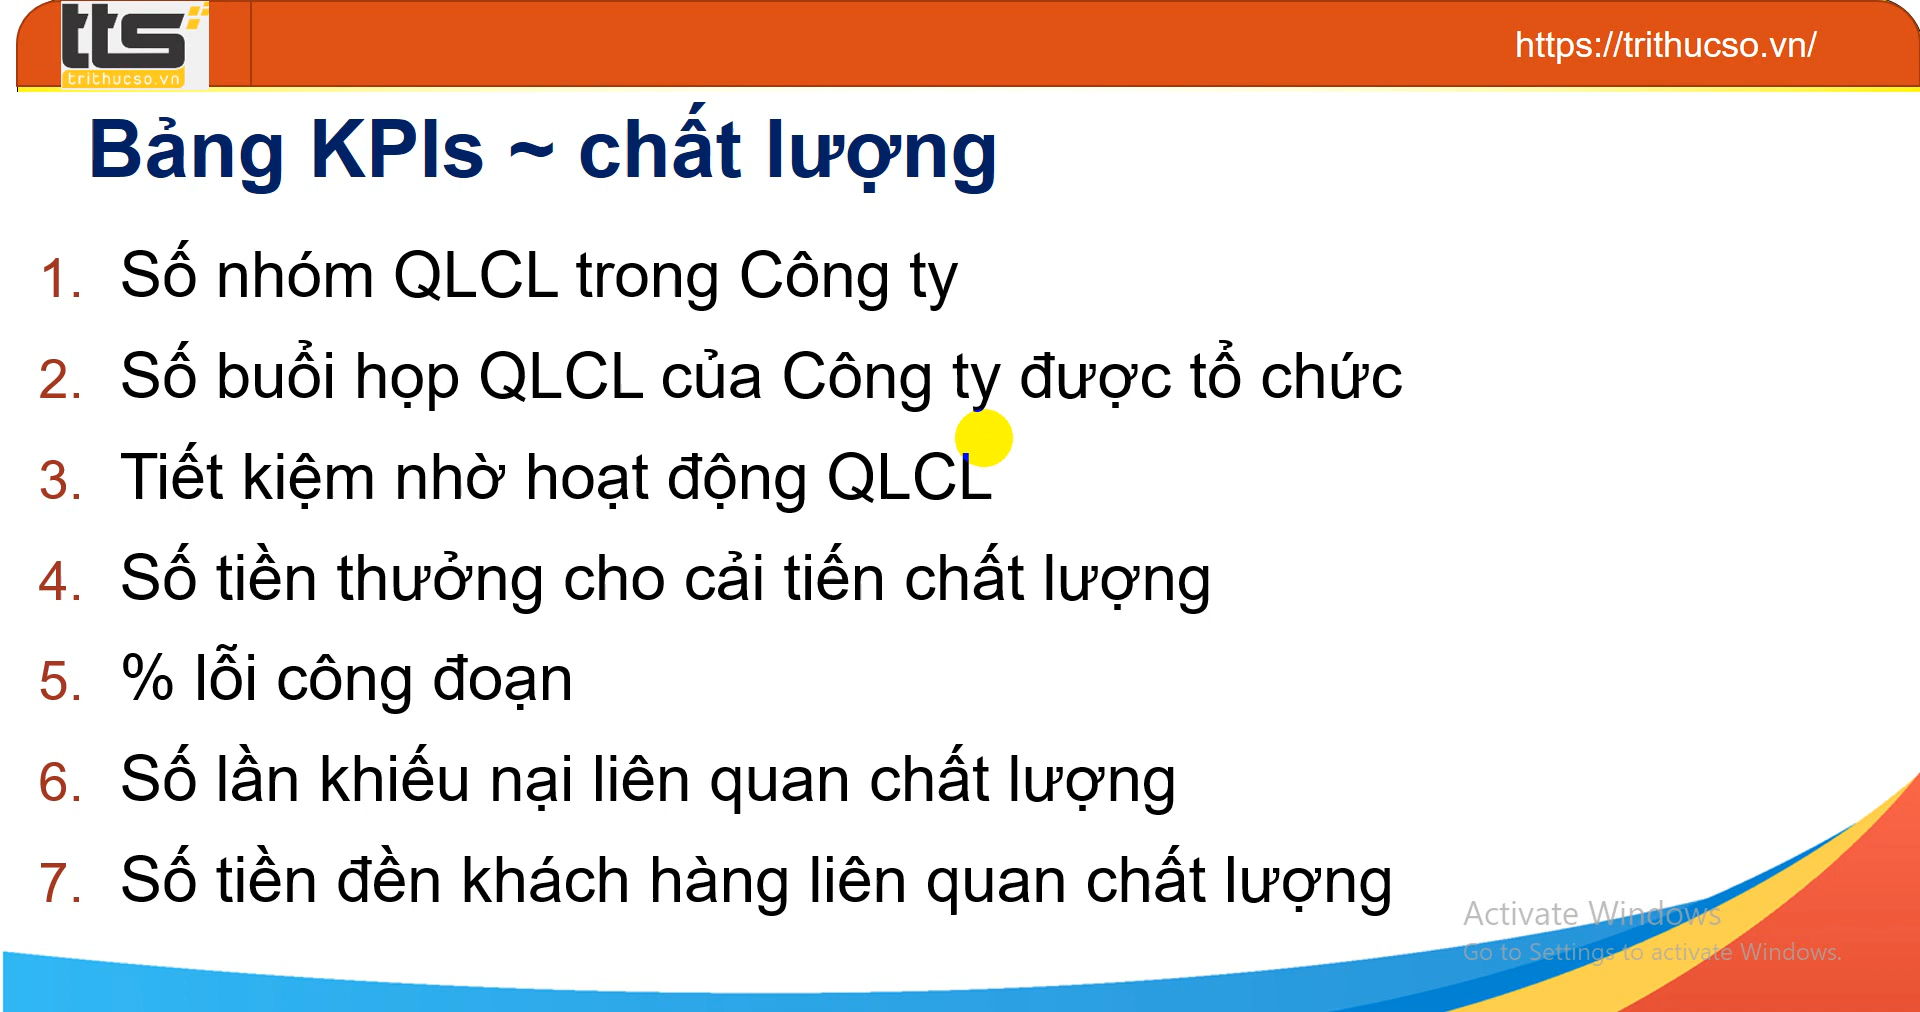 tts
trithucso.vn
https://trithucso.vn/
Bảng KPIs ~ chất lượng
1. Số nhóm QLCL trong Công ty
2. Số buổi họp QLCL của Công ty được tổ chức
3. Tiết kiệm nhờ hoạt động QLCL
4. Số tiền thưởng cho cải tiến chất lượng
5. % lỗi công đoạn
6. Số lần khiếu nại liên quan chất lượng
7. Số tiền đền khách hàng liên quan chất lượng
Activate Windows
Go to Settings to activate Windows.